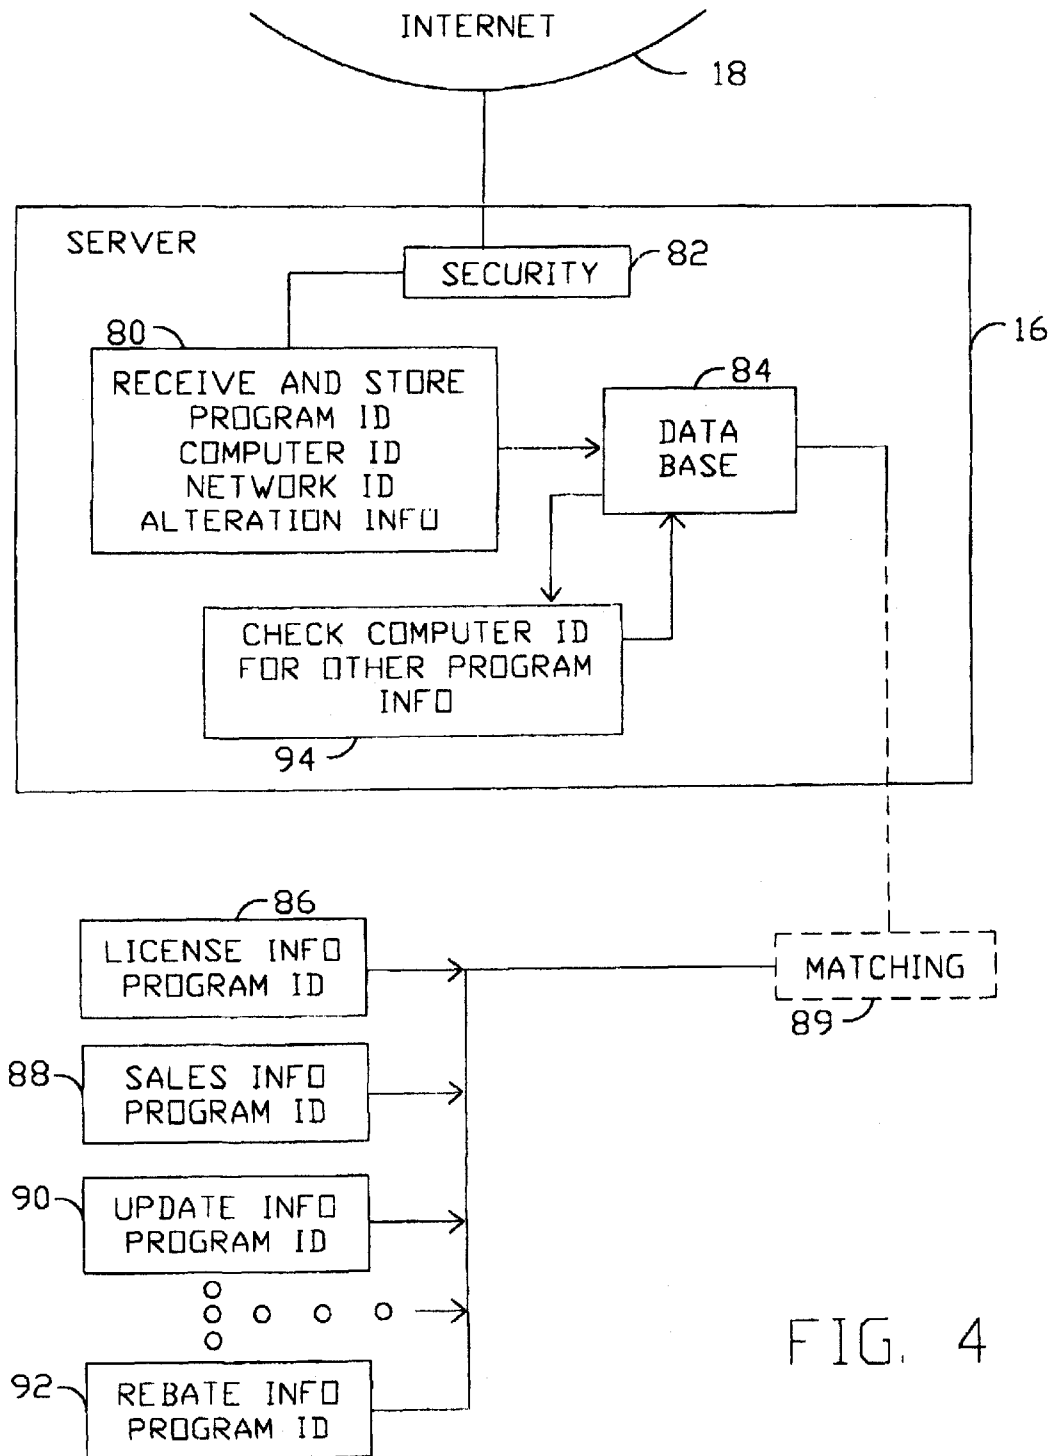 INTERNET
18
SERVER
SECURITY
82
16
80
RECEIVE AND STORE
PROGRAM ID
COMPUTER ID
NETWORK ID
ALTERATION INFO
84
DATA
BASE
CHECK COMPUTER ID
FOR OTHER PROGRAM
INFO
94
86
LICENSE INFO
PROGRAM ID
MATCHING
89
88
SALES INFO
PROGRAM ID
90
UPDATE INFO
PROGRAM ID
92
REBATE INFO
PROGRAM ID
FIG. 4